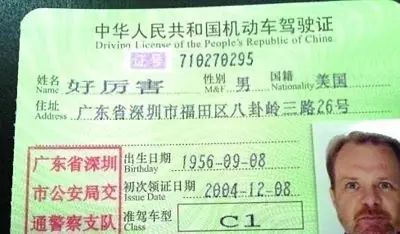 中华人民共和国机动车驾驶证
Driving License of the People's Republic of China
证号 710270295
姓名 Name 好厉害 性别 M&F 男 国籍 Nationality 美国
住址 Address 广东省深圳市福田区八卦岭三路26号
广东省深圳
市公安局交
通警察支队
出生日期 Birthday 1956-09-08
初次领证日期 Issue Date 2004-12-08
准驾车型 Class C1